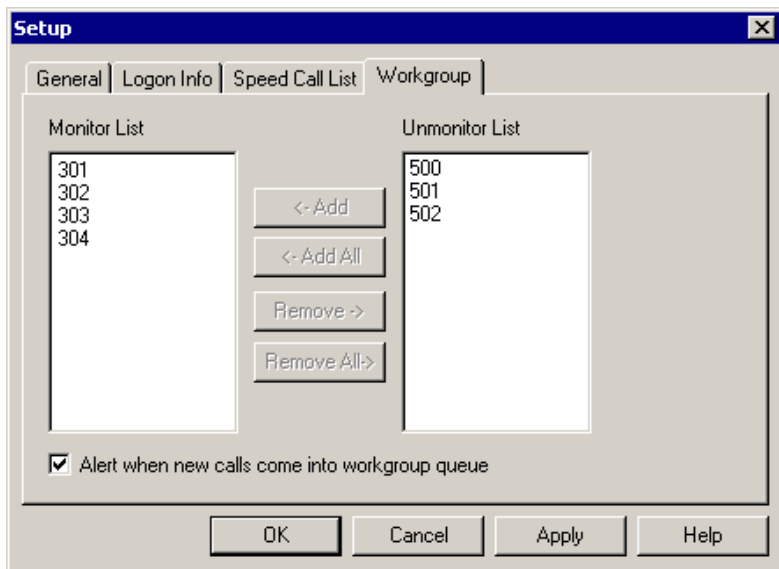 Setup
General
Logon Info
Speed Call List
Workgroup
Monitor List
Unmonitor List
301
302
303
304
<- Add
<- Add All
Remove ->
Remove All->
500
501
502
Alert when new calls come into workgroup queue
OK
Cancel
Apply
Help